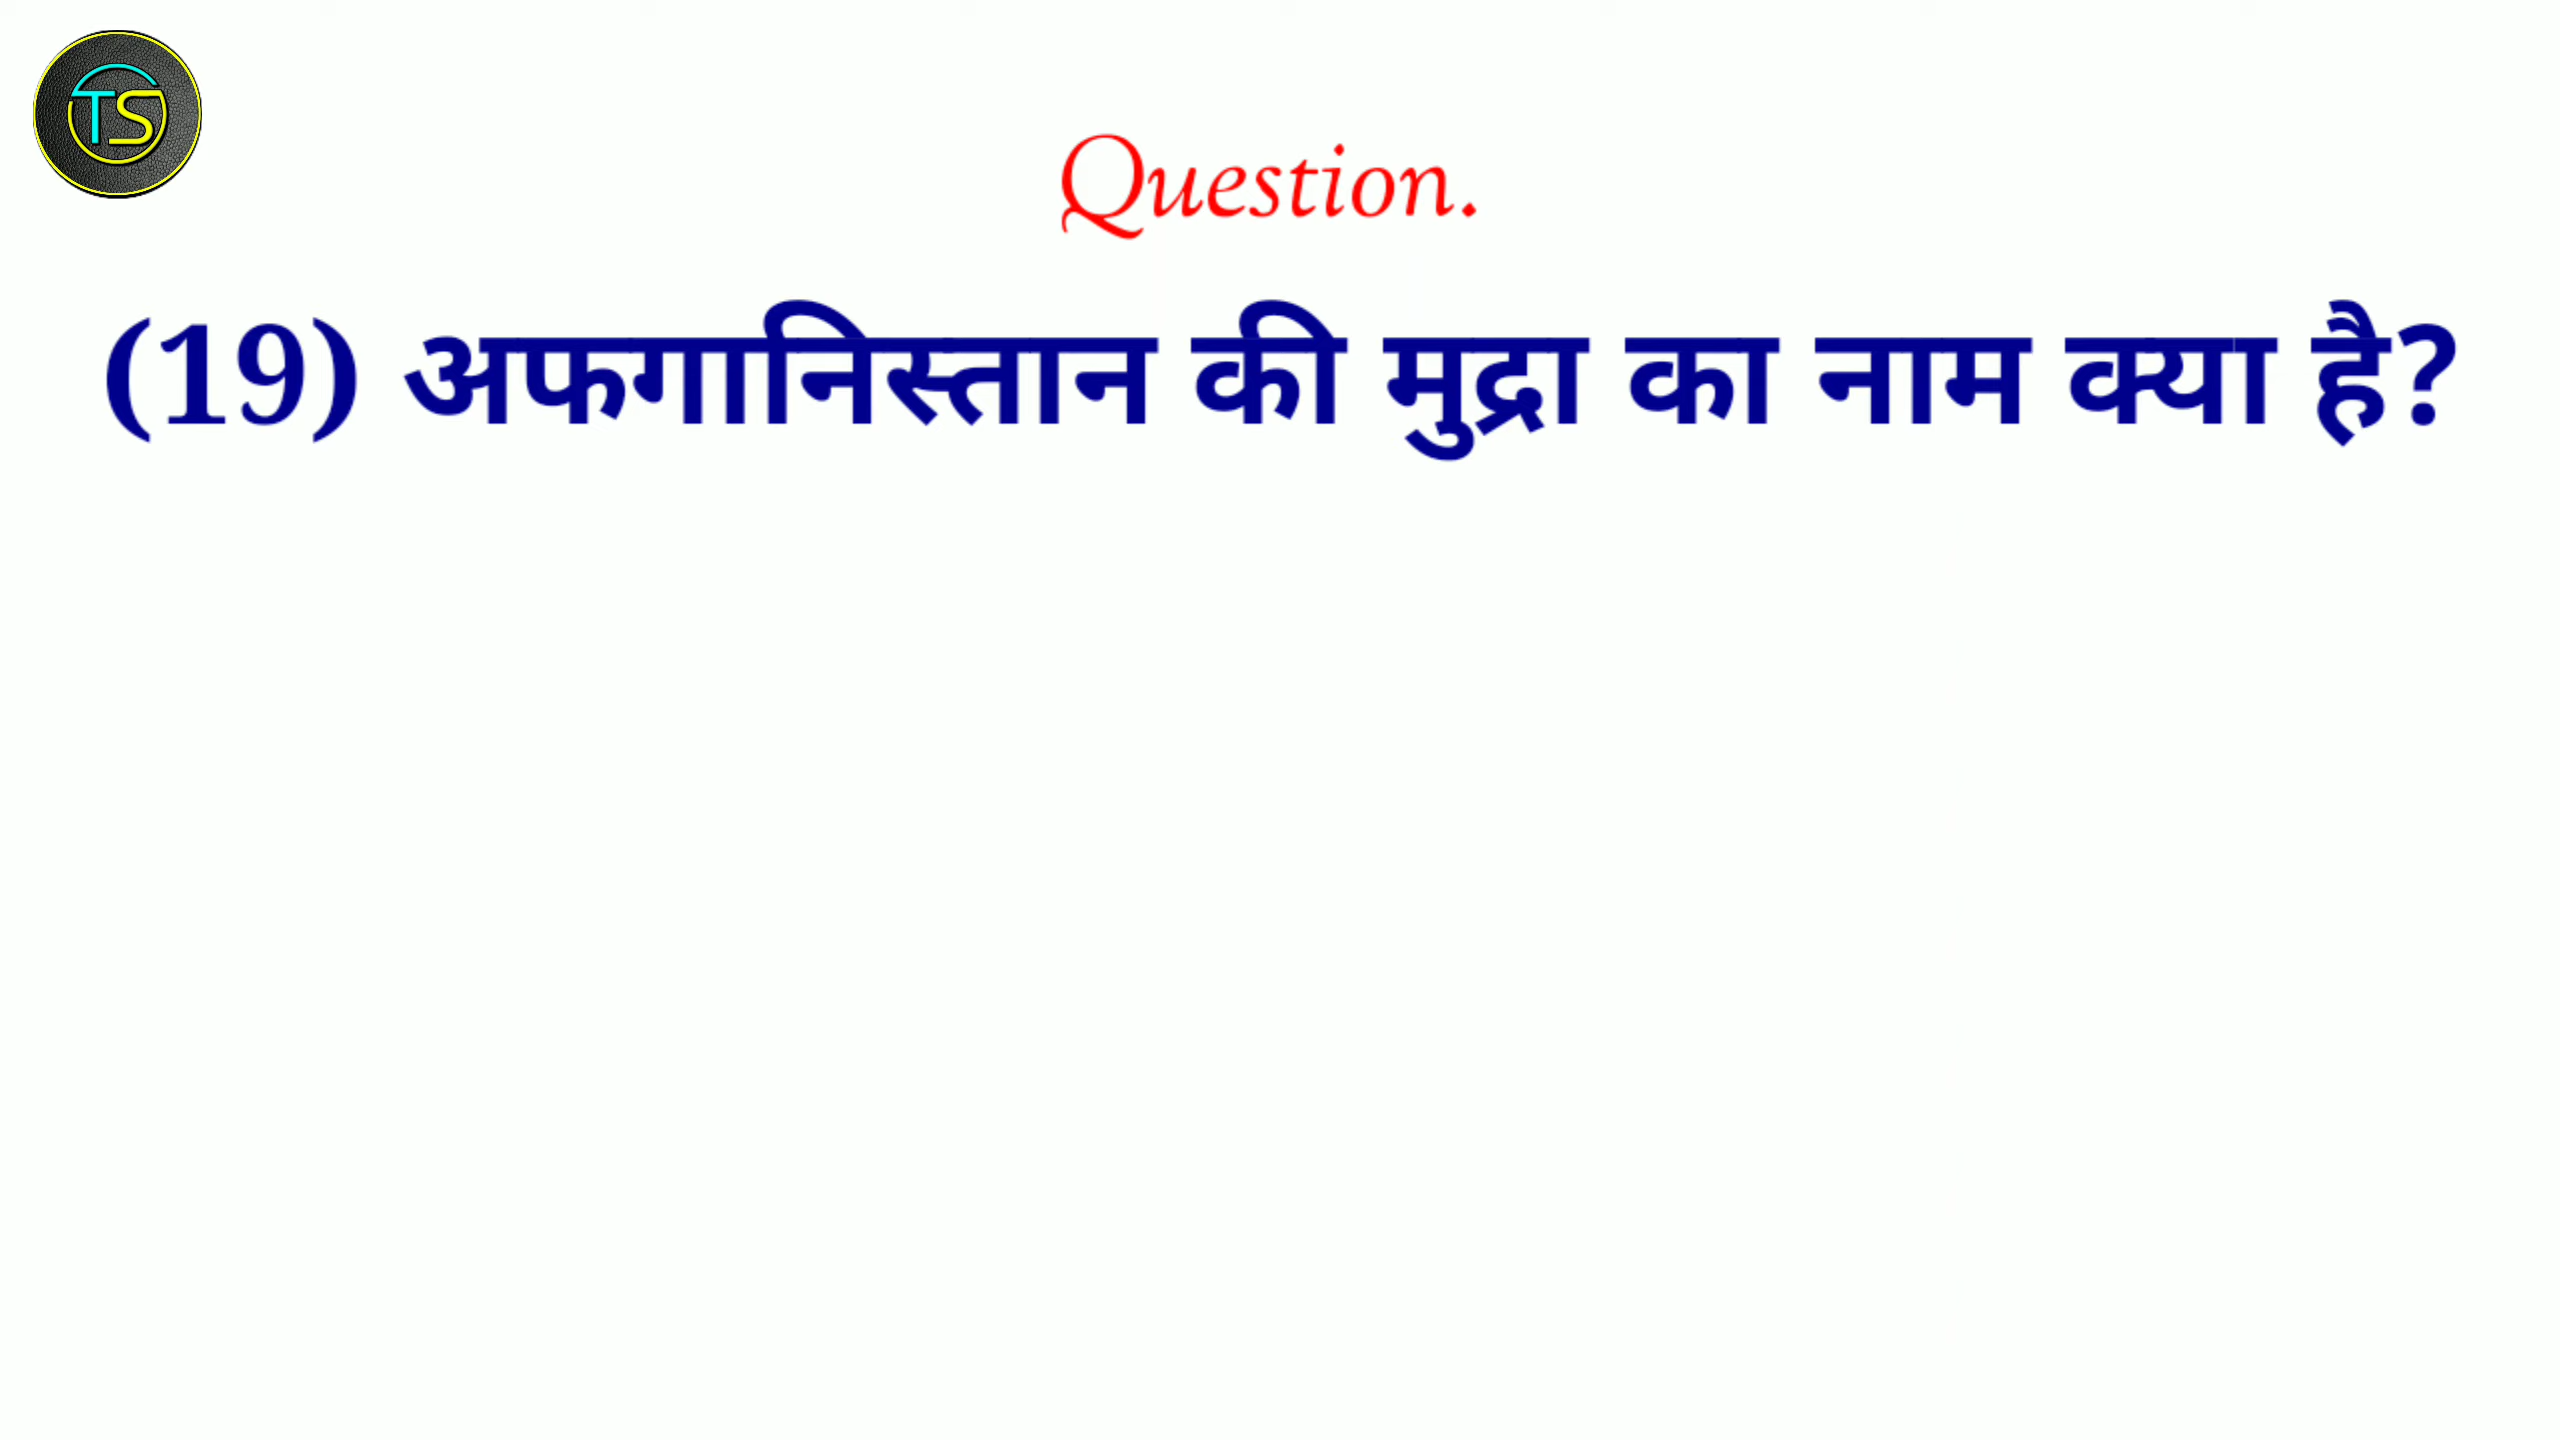 TS
Question.
(19) अफगानिस्तान की मुद्रा का नाम क्या है?